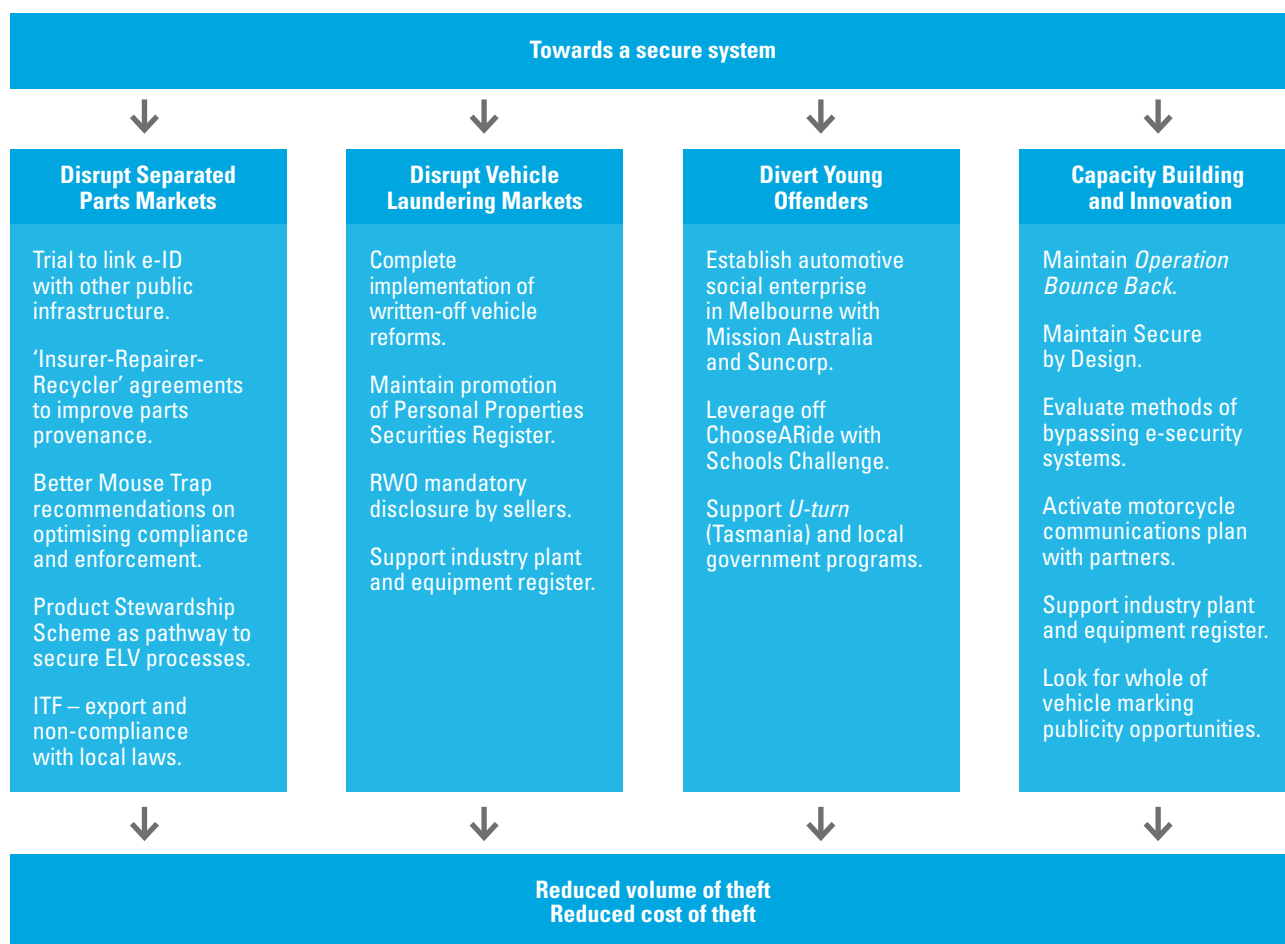 Towards a secure system
Disrupt Separated
Parts Markets
Trial to link e-ID
with other public
infrastructure.
‘Insurer-Repairer-
Recycler’ agreements
to improve parts
provenance.
Better Mouse Trap
recommendations on
optimising compliance
and enforcement.
Product Stewardship
Scheme as pathway to
secure ELV processes.
ITF – export and
non-compliance
with local laws.
Disrupt Vehicle
Laundering Markets
Complete
implementation of
written-off vehicle
reforms.
Maintain promotion
of Personal Properties
Securities Register.
RWO mandatory
disclosure by sellers.
Support industry plant
and equipment register.
Divert Young
Offenders
Establish automotive
social enterprise
in Melbourne with
Mission Australia
and Suncorp.
Leverage off
ChooseARide with
Schools Challenge.
Support U-turn
(Tasmania) and local
government programs.
Capacity Building
and Innovation
Maintain Operation
Bounce Back.
Maintain Secure
by Design.
Evaluate methods of
bypassing e-security
systems.
Activate motorcycle
communications plan
with partners.
Support industry plant
and equipment register.
Look for whole of
vehicle marking
publicity opportunities.
Reduced volume of theft
Reduced cost of theft